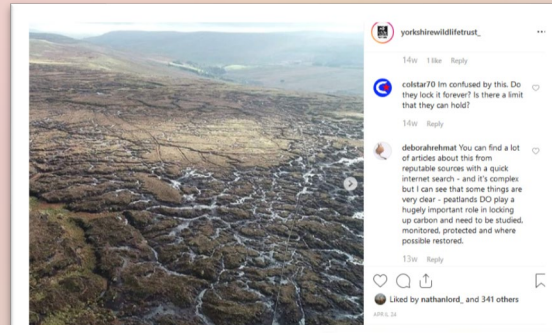 yorkshirewildlifetrust_
14w 1 like Reply
colstar70 Im confused by this. Do
they lock it forever? Is there a limit
that they can hold?
14w Reply
deborahrehmat You can find a lot
of articles about this from
reputable sources with a quick
internet search - and it's complex
but I can see that some things are
very clear - peatlands DO play a
hugely important role in locking
up carbon and need to be studied,
monitored, protected and where
possible restored.
13w Reply
Liked by nathanlord_ and 341 others